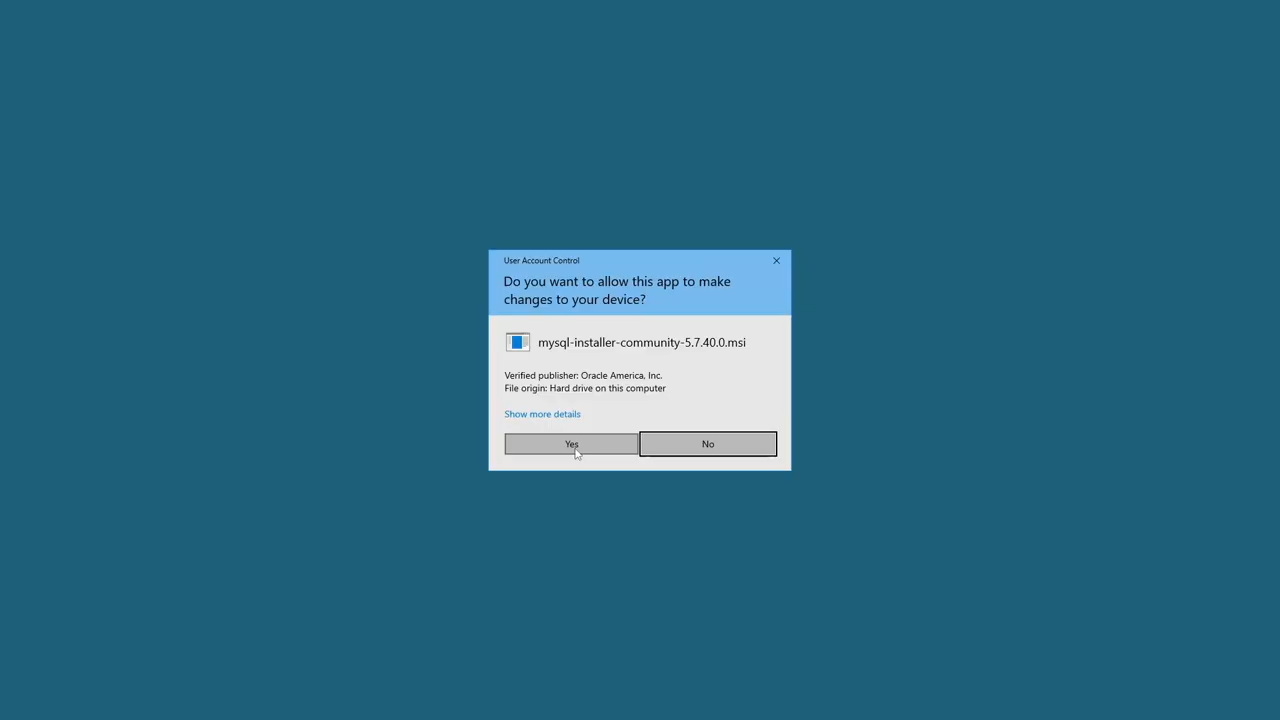 User Account Control
Do you want to allow this app to make
changes to your device?
mysql-installer-community-5.7.40.0.msi
Verified publisher: Oracle America, Inc.
File origin: Hard drive on this computer
Show more details
Yes
No